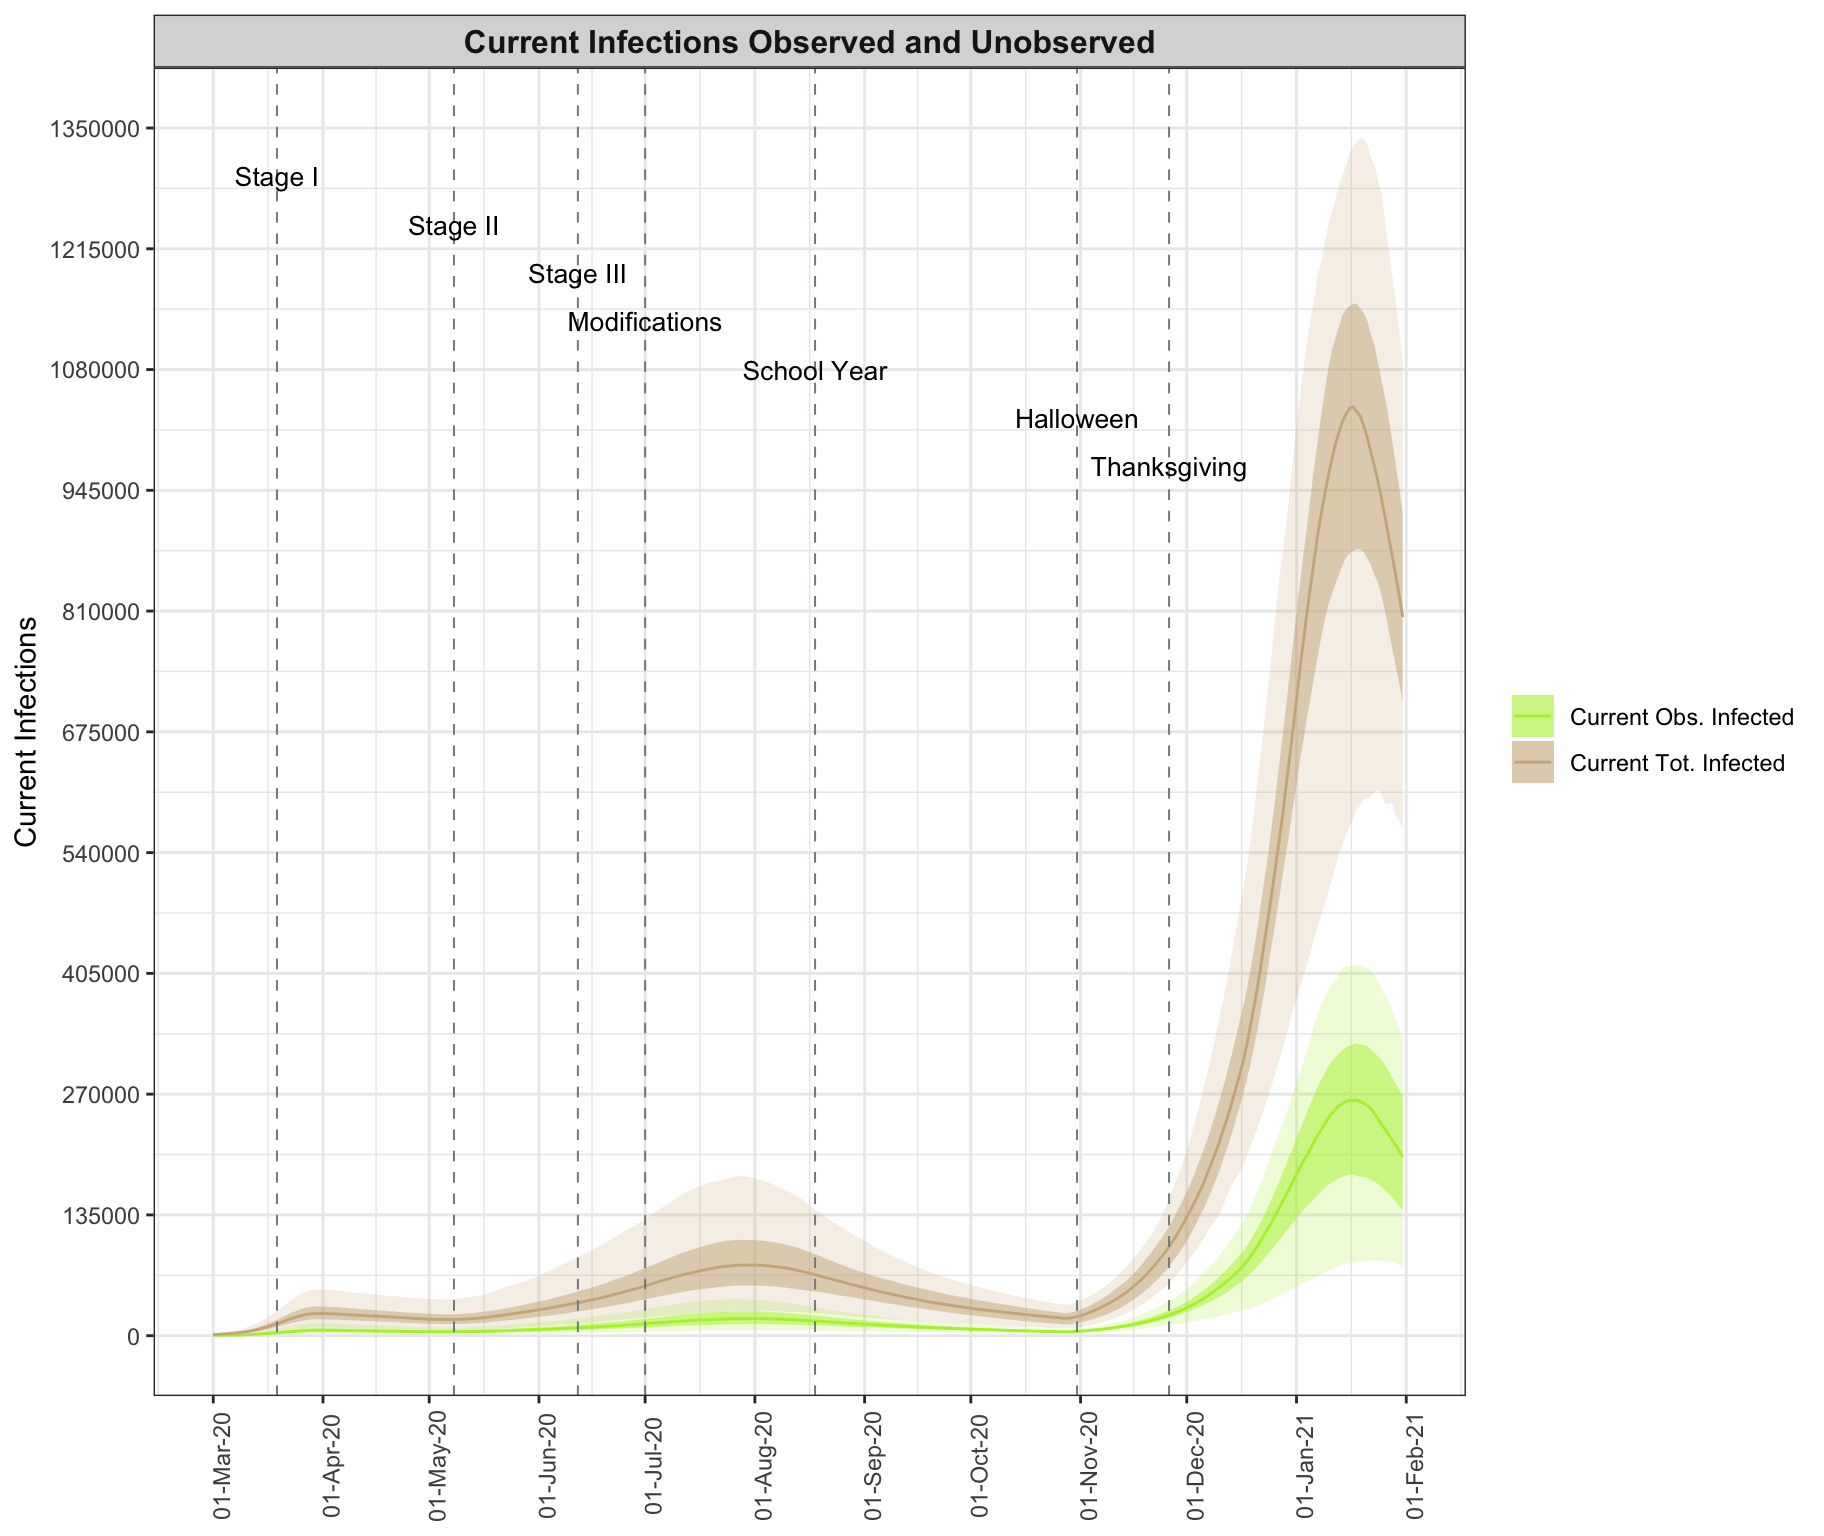 Current Infections Observed and Unobserved
Current Infections
1350000
1215000
1080000
945000
810000
675000
540000
405000
270000
135000
0
Stage I
Stage II
Stage III
Modifications
School Year
Halloween
Thanksgiving
01-Mar-20
01-Apr-20
01-May-20
01-Jun-20
01-Jul-20
01-Aug-20
01-Sep-20
01-Oct-20
01-Nov-20
01-Dec-20
01-Jan-21
01-Feb-21
Current Obs. Infected
Current Tot. Infected